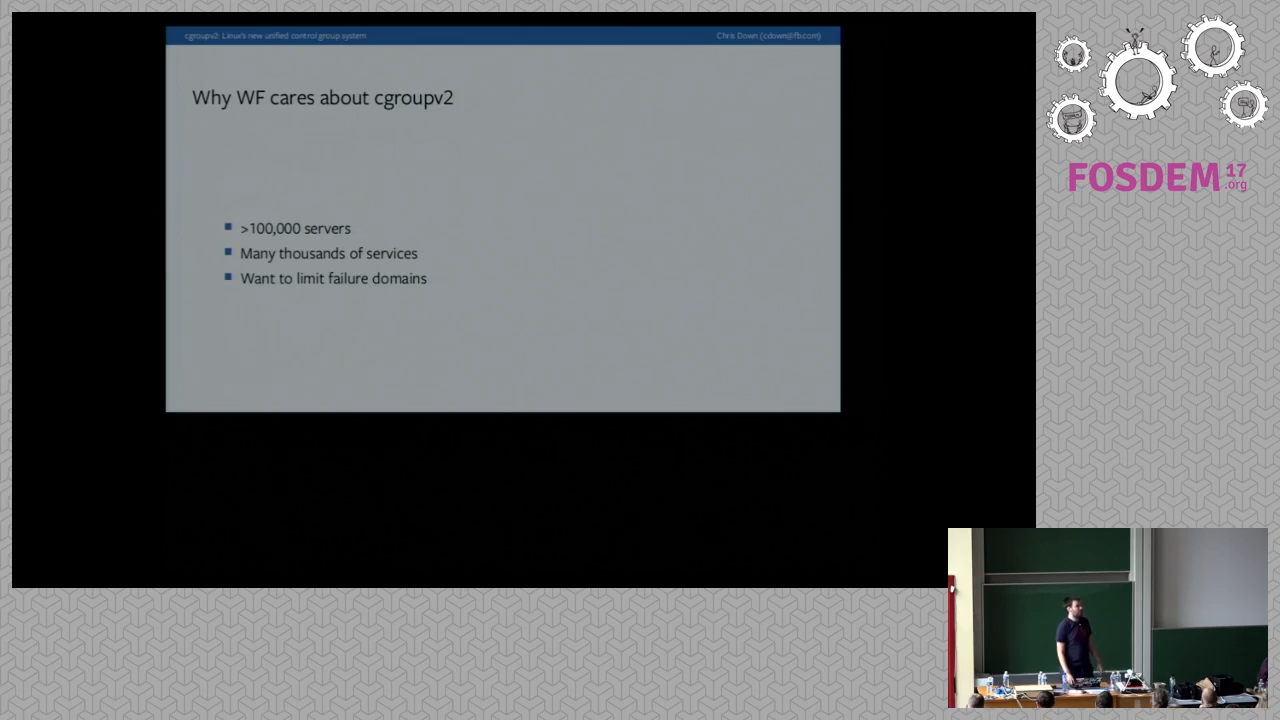 cgroupv2: Linux's new unified control group system
Chris Down (cdown@fb.com)
Why WF cares about cgroupv2
>100,000 servers
Many thousands of services
Want to limit failure domains
FOSDEM 17
.org